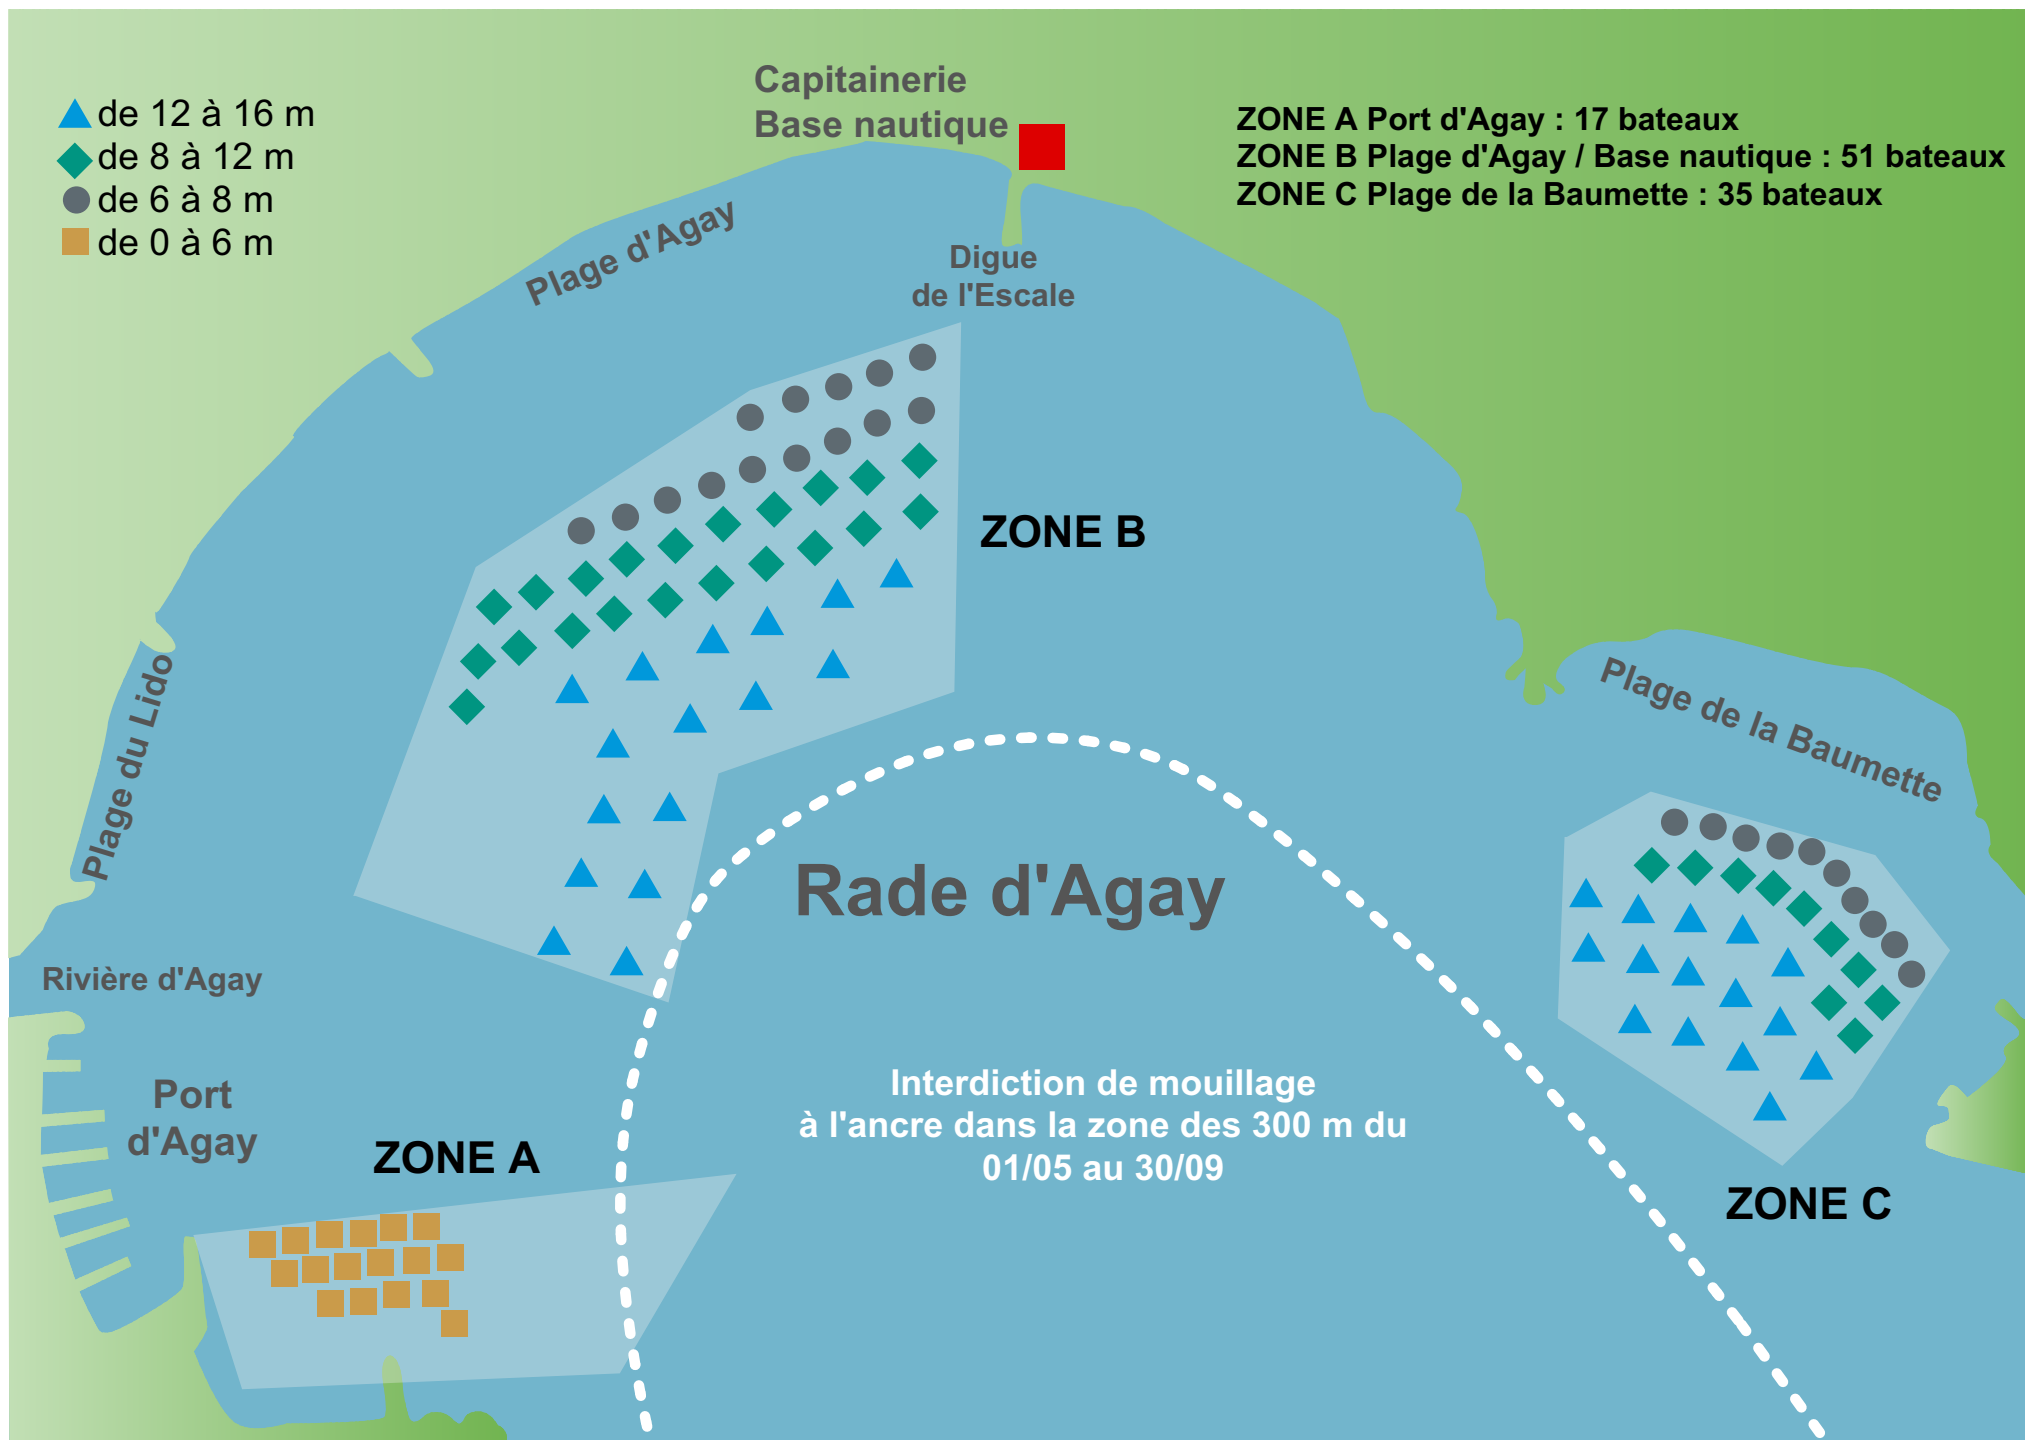 de 12 à 16 m
de 8 à 12 m
de 6 à 8 m
de 0 à 6 m
Capitainerie
Base nautique
ZONE A Port d'Agay : 17 bateaux
ZONE B Plage d'Agay / Base nautique : 51 bateaux
ZONE C Plage de la Baumette : 35 bateaux
Plage d'Agay
Digue
de l'Escale
ZONE B
Plage du Lido
Plage de la Baumette
Rade d'Agay
Rivière d'Agay
Port
d'Agay
ZONE A
Interdiction de mouillage
à l'ancre dans la zone des 300 m du
01/05 au 30/09
ZONE C